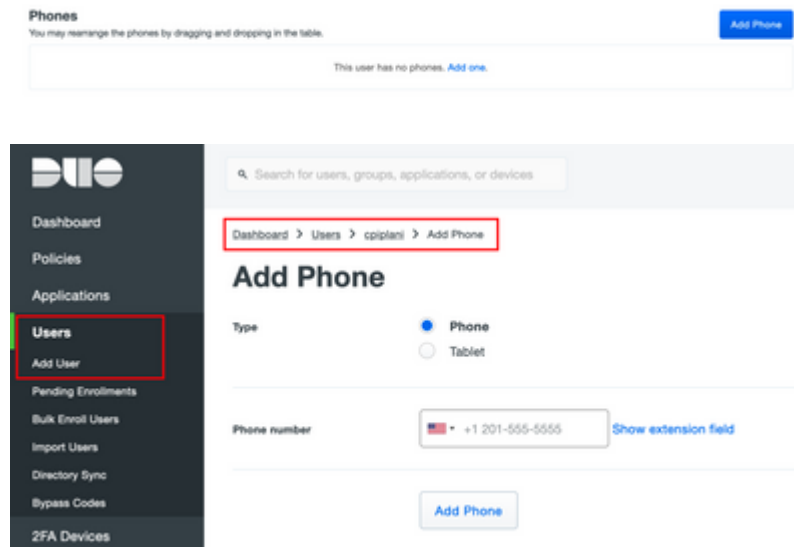 Phones
You may rearrange the phones by dragging and dropping in the table.
Add Phone
This user has no phones. Add one.
DUO
Search for users, groups, applications, or devices
Dashboard
Policies
Applications
Users
Add User
Pending Enrollments
Bulk Enroll Users
Import Users
Directory Sync
Bypass Codes
2FA Devices
Dashboard > Users > cpiplani > Add Phone
Add Phone
Type
Phone
Tablet
Phone number
+1 201-555-5555
Show extension field
Add Phone